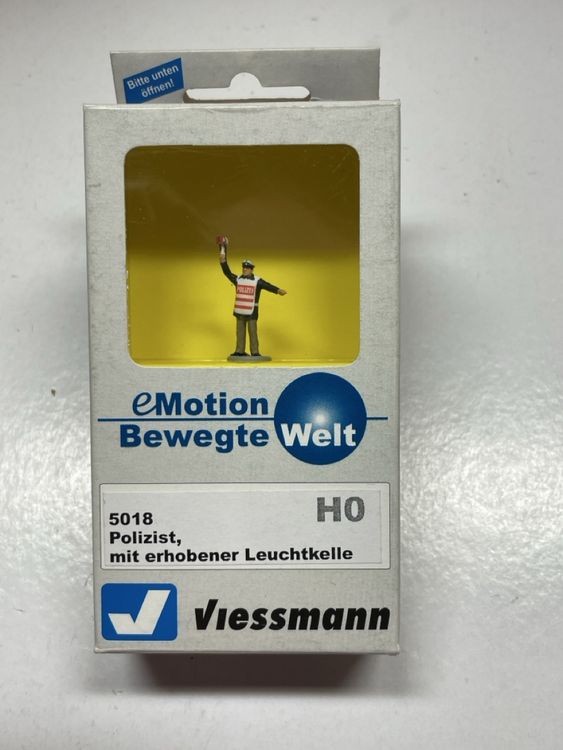 Bitte unten
öffnen!
POLIZEI
eMotion
Bewegte Welt
5018
H0
Polizist,
mit erhobener Leuchtkelle
Viessmann